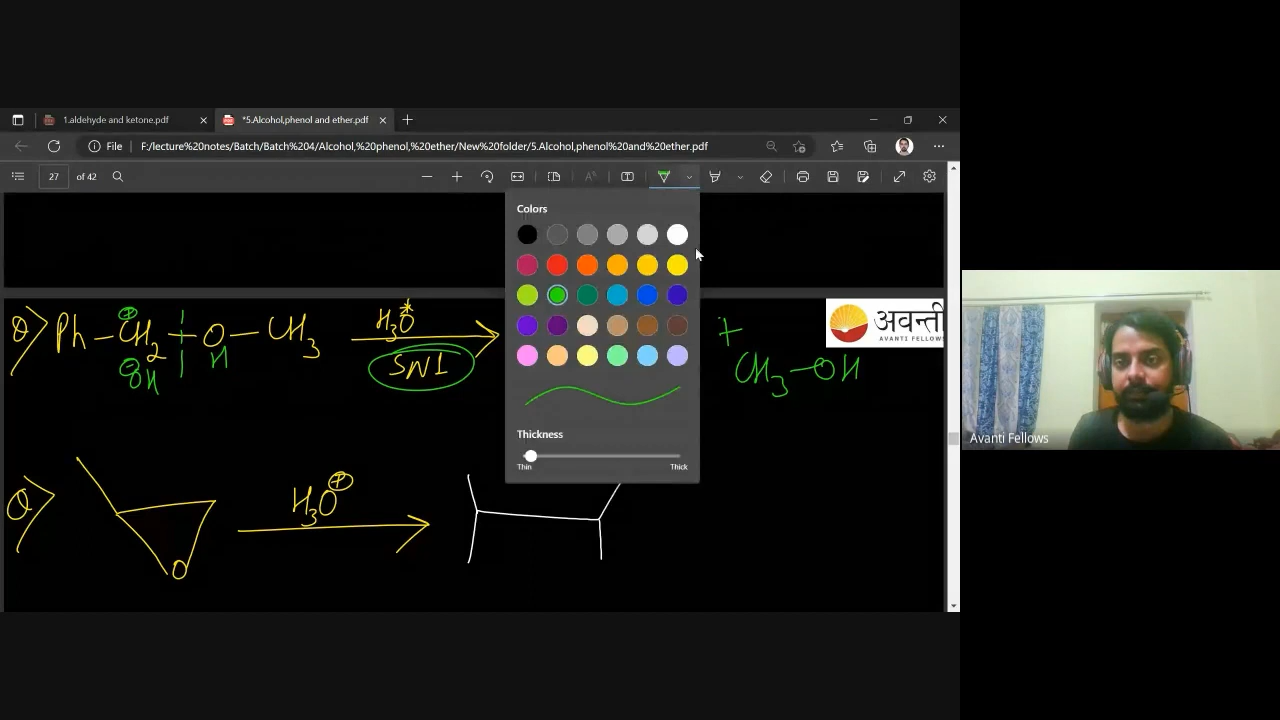 1.aldehyde and ketone.pdf
*5.Alcohol,phenol and ether.pdf
File
F:/lecture%20notes/Batch/Batch%204/Alcohol,%20phenol,%20ether/New%20folder/5.Alcohol,phenol%20and%20ether.pdf
27 of 42
Colors
Thickness
Thin Thick
Q> Ph-CH2-O-CH3 H3O+
⊕
⊖OH H
SN1
+
CH3-OH
अवन्ती
AVANTI FELLOWS
Q> O H3O⊕
Avanti Fellows